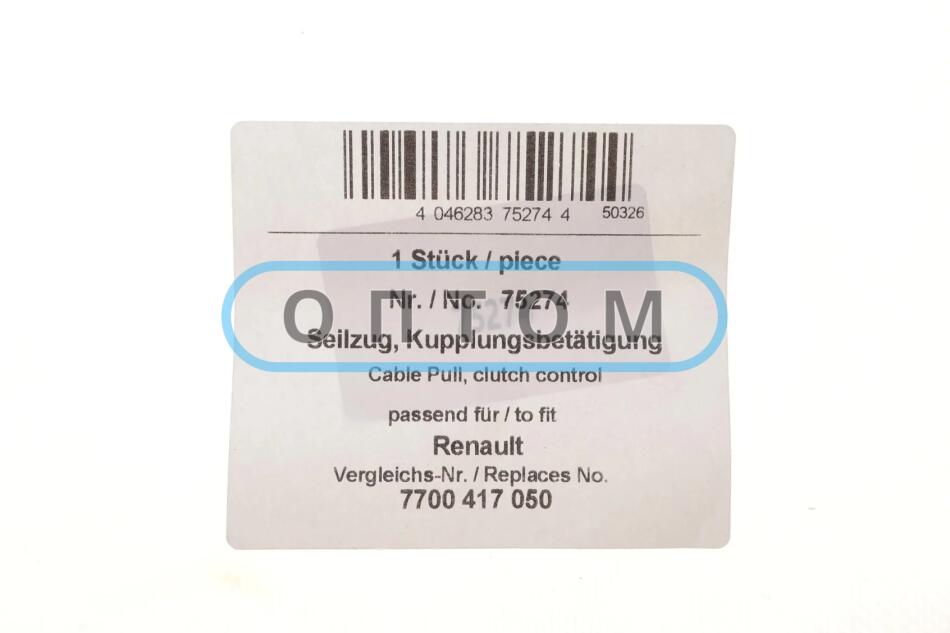 4 046283 75274 4 50326
1 Stück / piece
Nr. / No. 75274
ОПТОМ
Seilzug, Kupplungsbetätigung
Cable Pull, clutch control
passend für / to fit
Renault
Vergleichs-Nr. / Replaces No.
7700 417 050